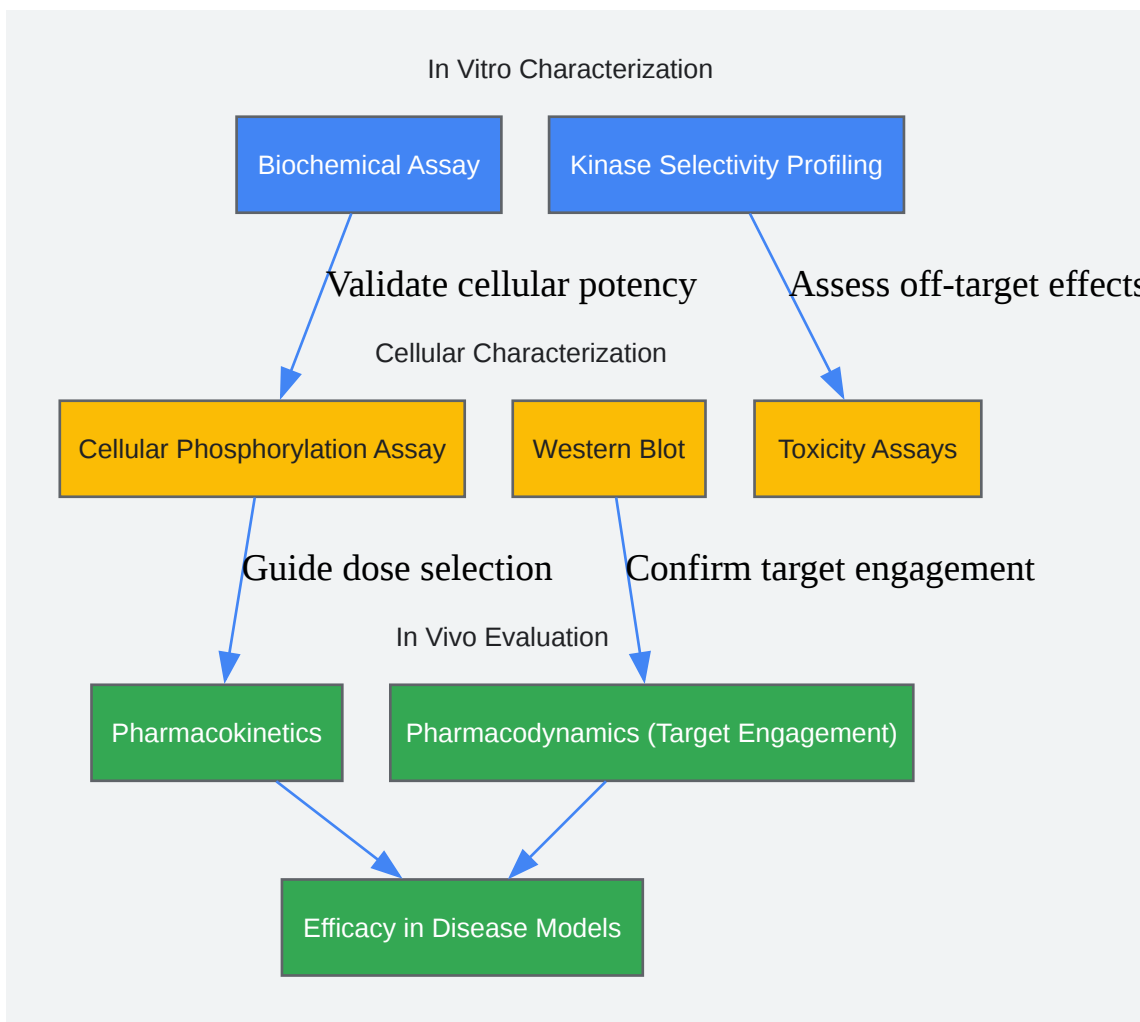 In Vitro Characterization
Biochemical Assay
Kinase Selectivity Profiling
Validate cellular potency
Assess off-target effects
Cellular Characterization
Cellular Phosphorylation Assay
Western Blot
Toxicity Assays
Guide dose selection
Confirm target engagement
In Vivo Evaluation
Pharmacokinetics
Pharmacodynamics (Target Engagement)
Efficacy in Disease Models